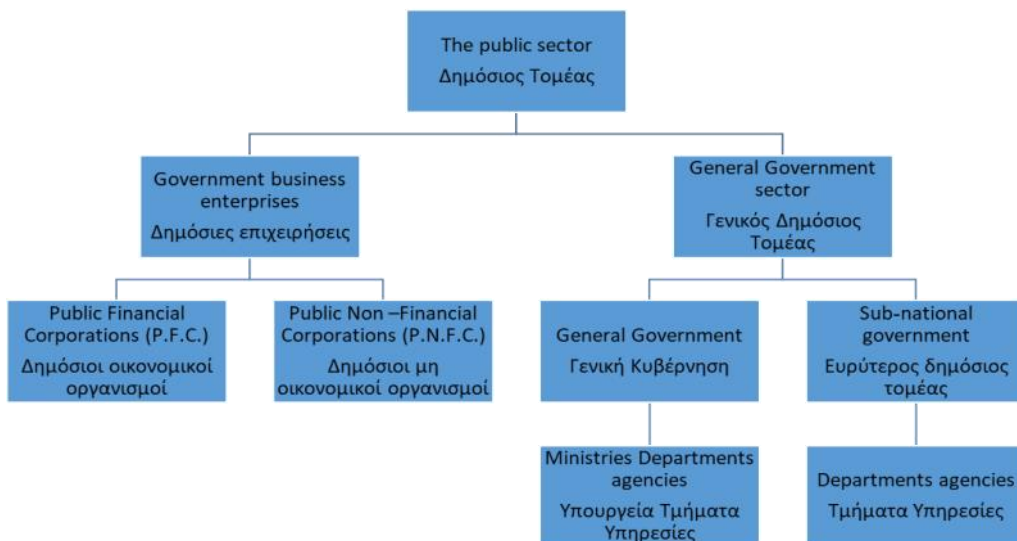 The public sector
Δημόσιος Τομέας
Government business
enterprises
Δημόσιες επιχειρήσεις
General Government
sector
Γενικός Δημόσιος
Τομέας
Public Financial
Corporations (P.F.C.)
Δημόσιοι οικονομικοί
οργανισμοί
Public Non –Financial
Corporations (P.N.F.C.)
Δημόσιοι μη
οικονομικοί οργανισμοί
General Government
Γενική Κυβέρνηση
Sub-national
government
Ευρύτερος δημόσιος
τομέας
Ministries Departments
agencies
Υπουργεία Τμήματα
Υπηρεσίες
Departments agencies
Τμήματα Υπηρεσίες